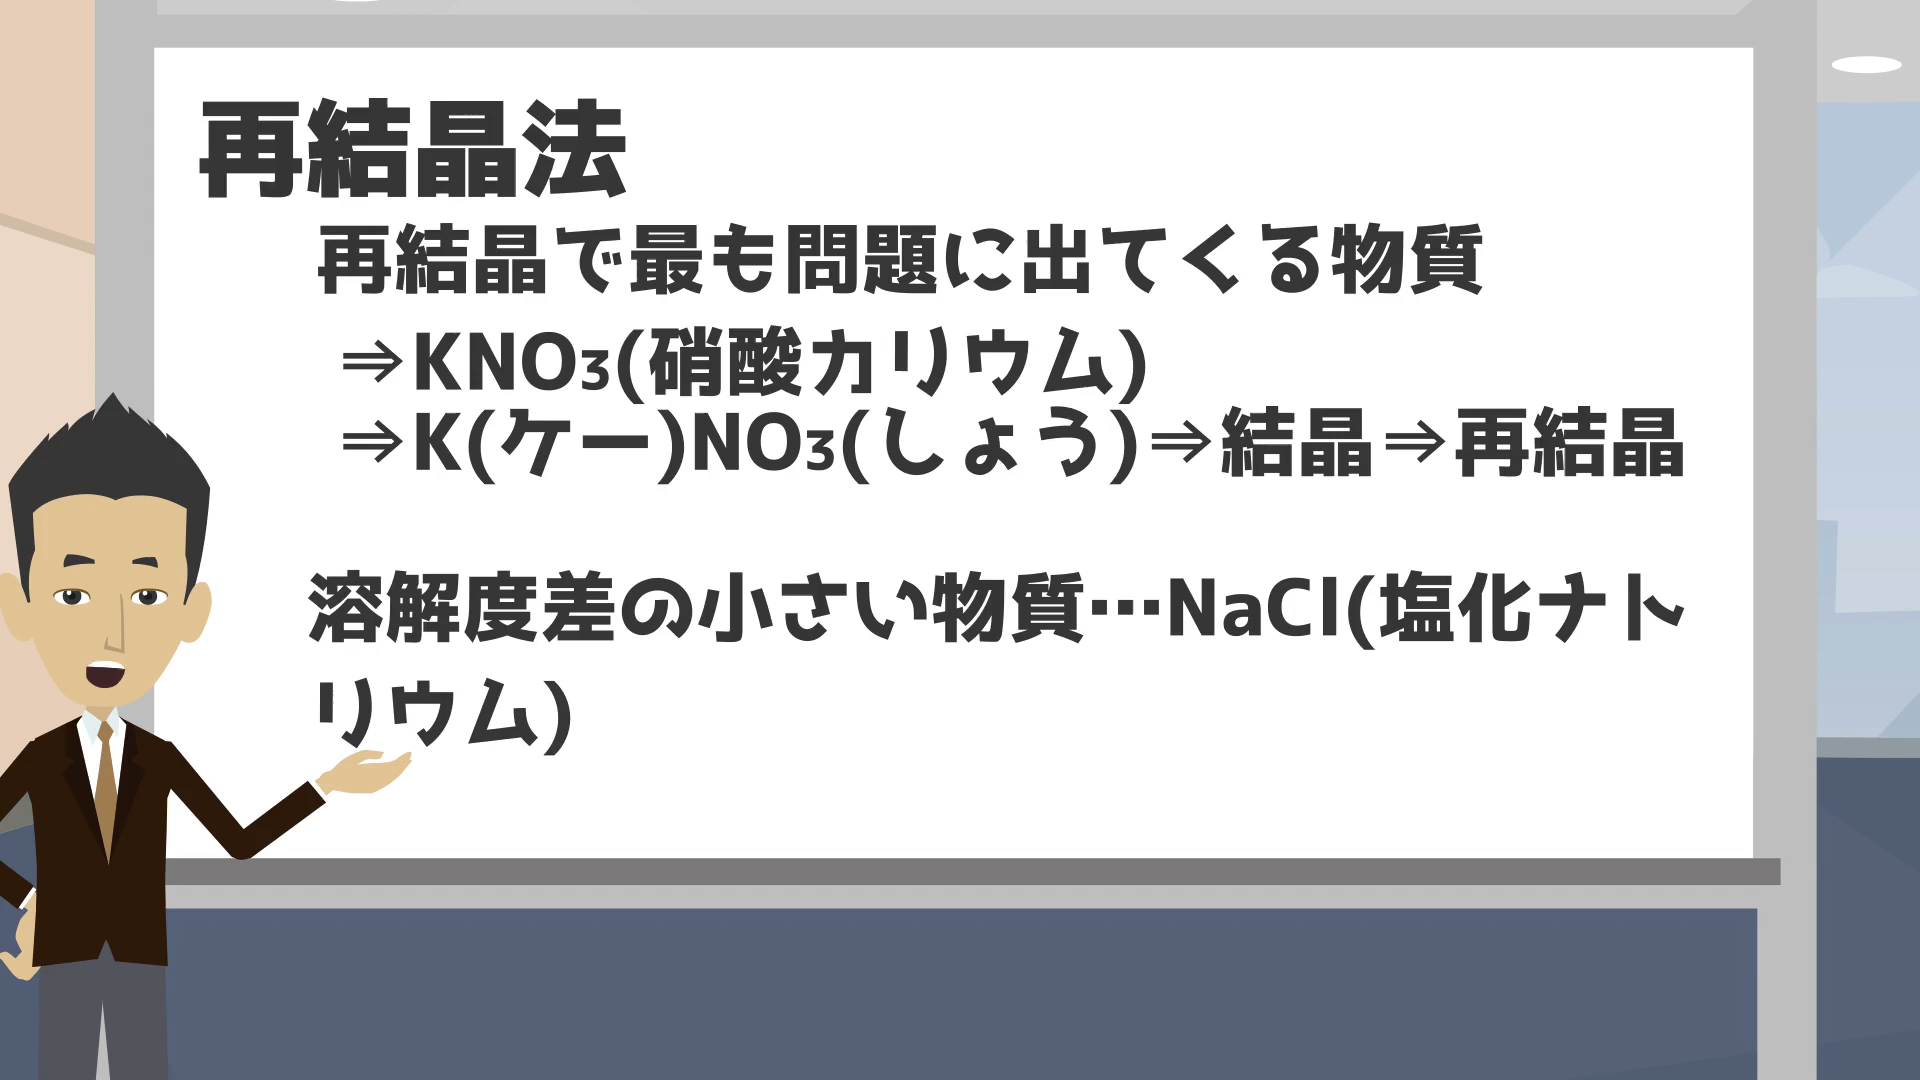 再結晶法
再結晶で最も問題に出てくる物質
⇒KNO₃(硝酸カリウム)
⇒K(ケー)NO₃(しょう)⇒結晶⇒再結晶
溶解度差の小さい物質…NaCl(塩化ナト
リウム)